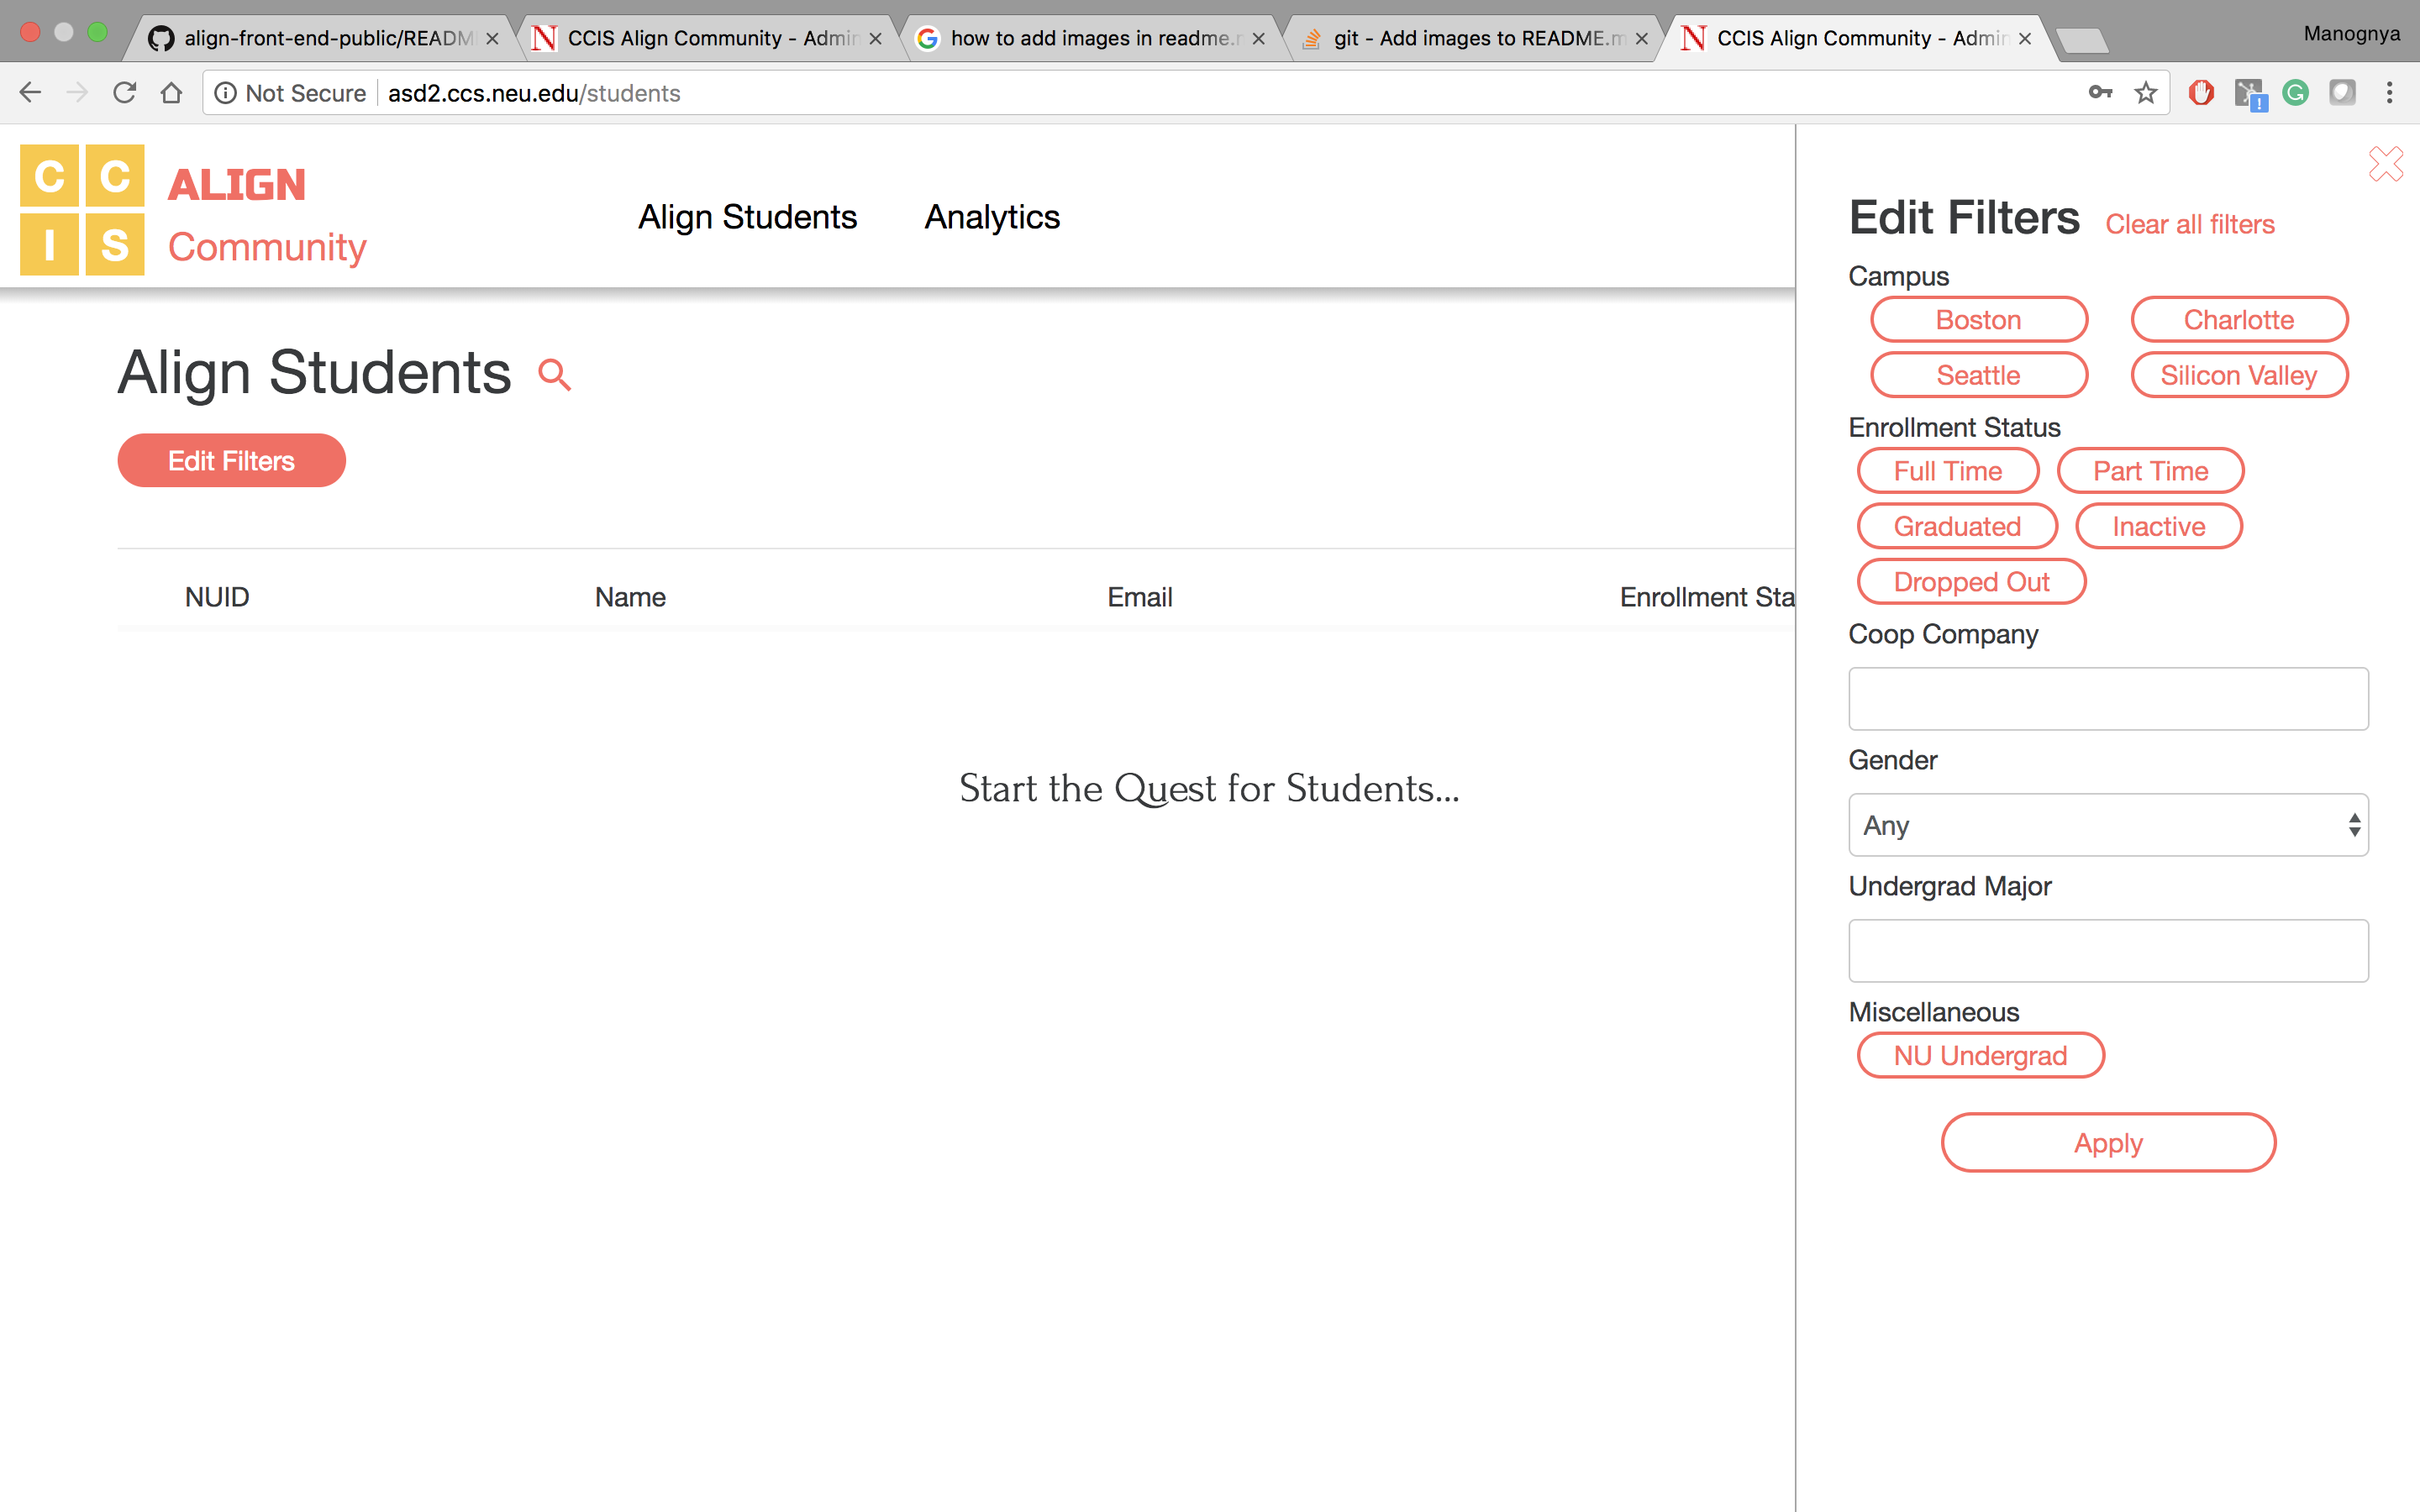 align-front-end-public/READM
CCIS Align Community - Admin
how to add images in readme.r
git - Add images to README.m
CCIS Align Community - Admin
Manognya
Not Secure asd2.ccs.neu.edu/students
C C
I S
ALIGN
Community
Align Students
Analytics
Align Students
Edit Filters
NUID Name Email Enrollment Sta
Start the Quest for Students...
Edit Filters Clear all filters
Campus
Boston Charlotte
Seattle Silicon Valley
Enrollment Status
Full Time Part Time
Graduated Inactive
Dropped Out
Coop Company
Gender
Any
Undergrad Major
Miscellaneous
NU Undergrad
Apply